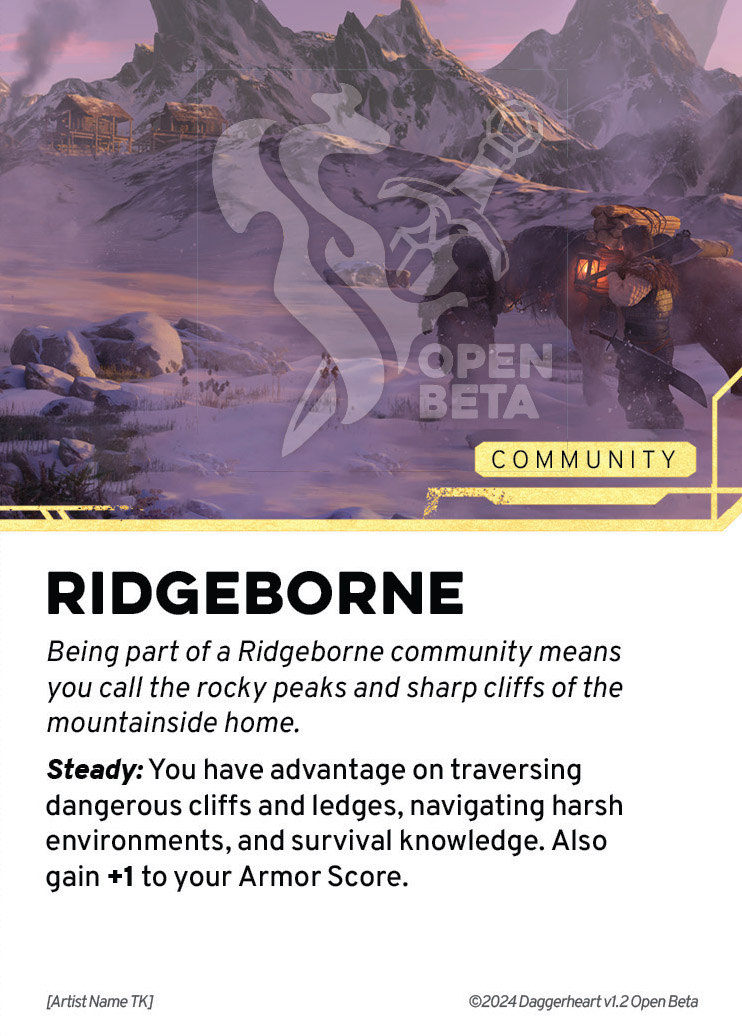 OPEN
BETA
COMMUNITY
RIDGEBORNE
Being part of a Ridgeborne community means
you call the rocky peaks and sharp cliffs of the
mountainside home.
Steady: You have advantage on traversing
dangerous cliffs and ledges, navigating harsh
environments, and survival knowledge. Also
gain +1 to your Armor Score.
[Artist Name TK]
©2024 Daggerheart v1.2 Open Beta